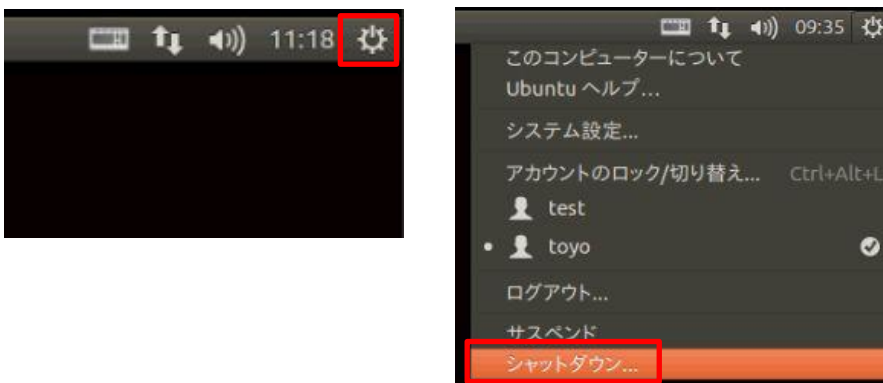 11:18
09:35
このコンピューターについて
Ubuntu ヘルプ...
システム設定...
アカウントのロック/切り替え... Ctrl+Alt+L
test
toyo
ログアウト...
サスペンド
シャットダウン...